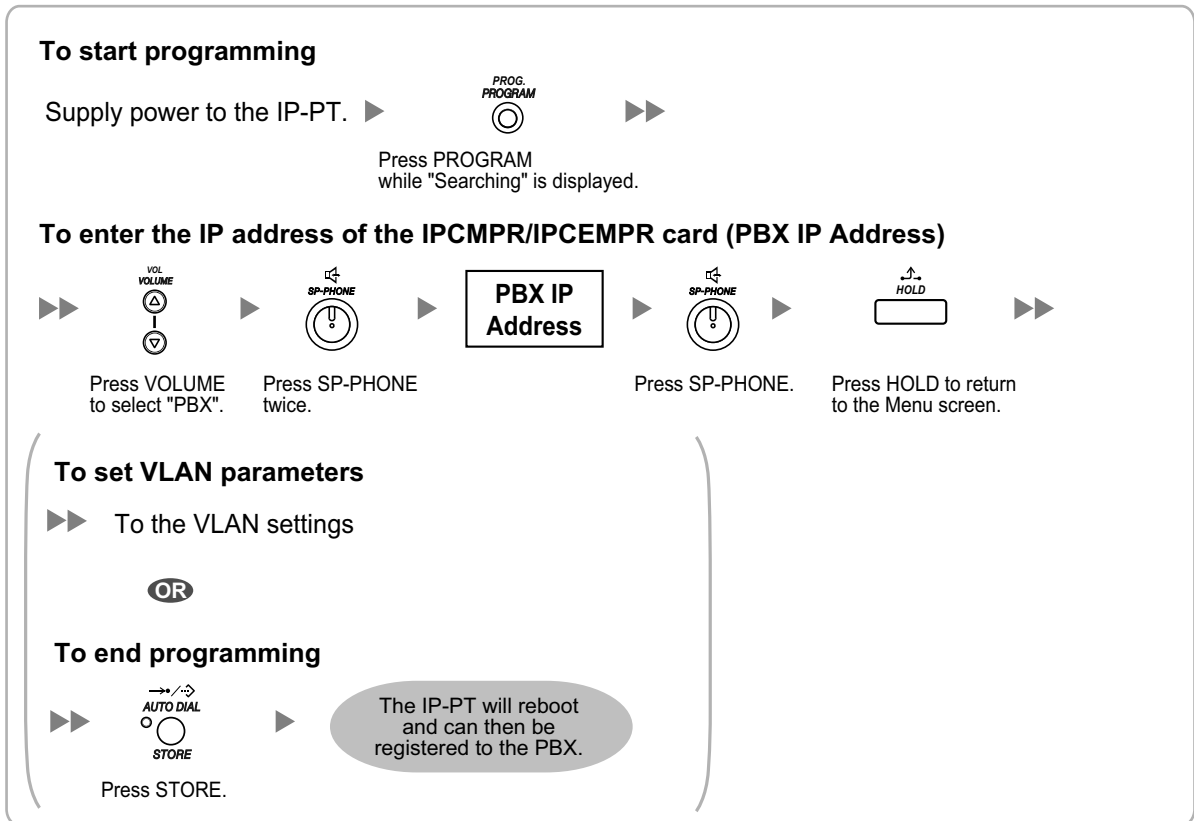 To start programming
Supply power to the IP-PT.
PROG.
PROGRAM
Press PROGRAM
while "Searching" is displayed.
To enter the IP address of the IPCMPR/IPCEMPR card (PBX IP Address)
VOL
VOLUME
Press VOLUME
to select "PBX".
SP-PHONE
Press SP-PHONE
twice.
PBX IP
Address
SP-PHONE
Press SP-PHONE.
HOLD
Press HOLD to return
to the Menu screen.
To set VLAN parameters
To the VLAN settings
OR
To end programming
AUTO DIAL
STORE
Press STORE.
The IP-PT will reboot
and can then be
registered to the PBX.